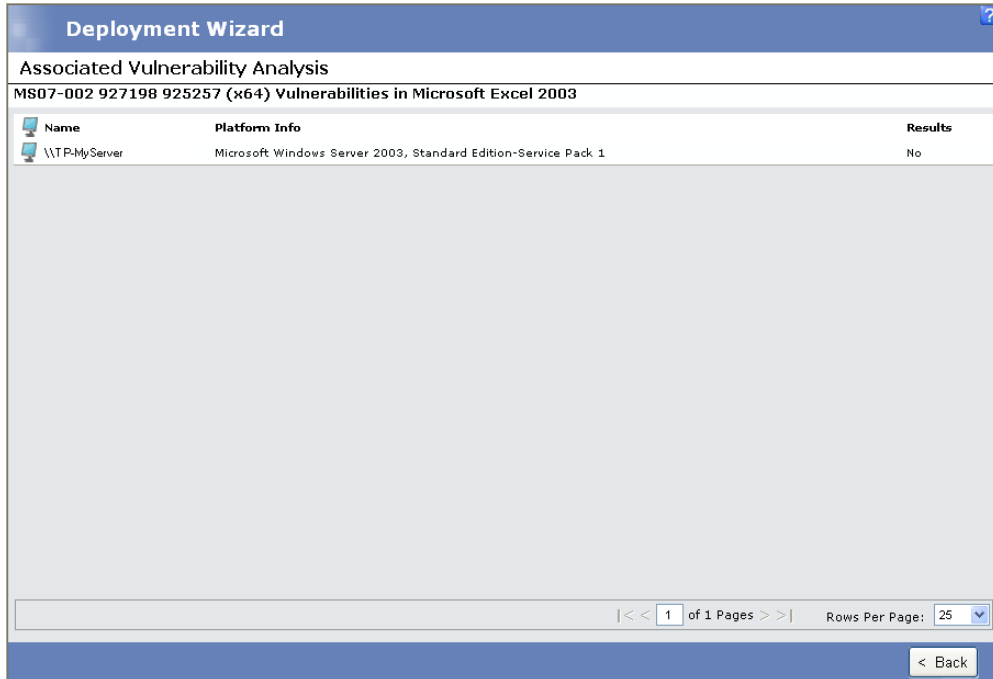 ?
Deployment Wizard
Associated Vulnerability Analysis
MS07-002 927198 925257 (x64) Vulnerabilities in Microsoft Excel 2003
Name Platform Info Results
\\TP-MyServer Microsoft Windows Server 2003, Standard Edition-Service Pack 1 No
|< < 1 of 1 Pages > >| Rows Per Page: 25
< Back